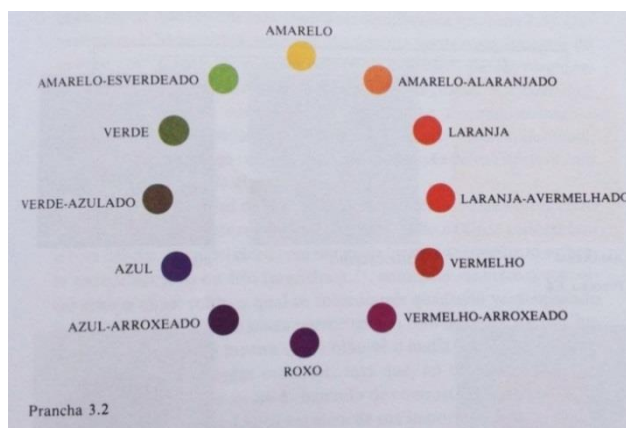 AMARELO
AMARELO-ESVERDEADO
AMARELO-ALARANJADO
VERDE
LARANJA
VERDE-AZULADO
LARANJA-AVERMELHADO
AZUL
VERMELHO
AZUL-ARROXEADO
VERMELHO-ARROXEADO
ROXO
Prancha 3.2